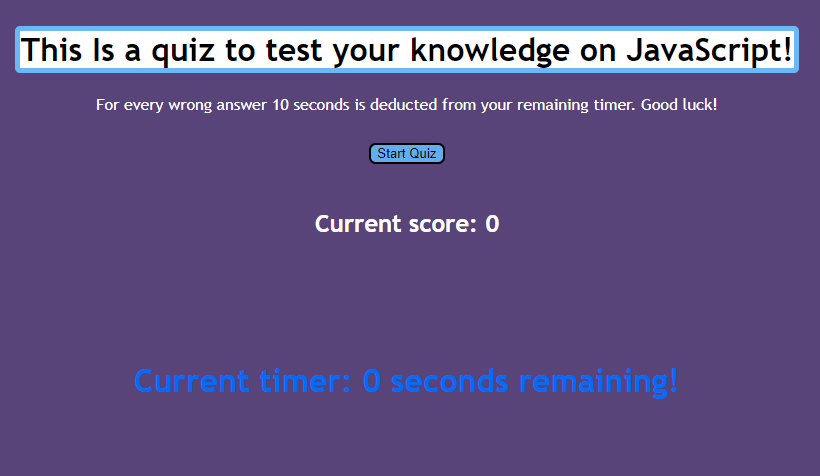 This Is a quiz to test your knowledge on JavaScript!
For every wrong answer 10 seconds is deducted from your remaining timer. Good luck!
Start Quiz
Current score: 0
Current timer: 0 seconds remaining!